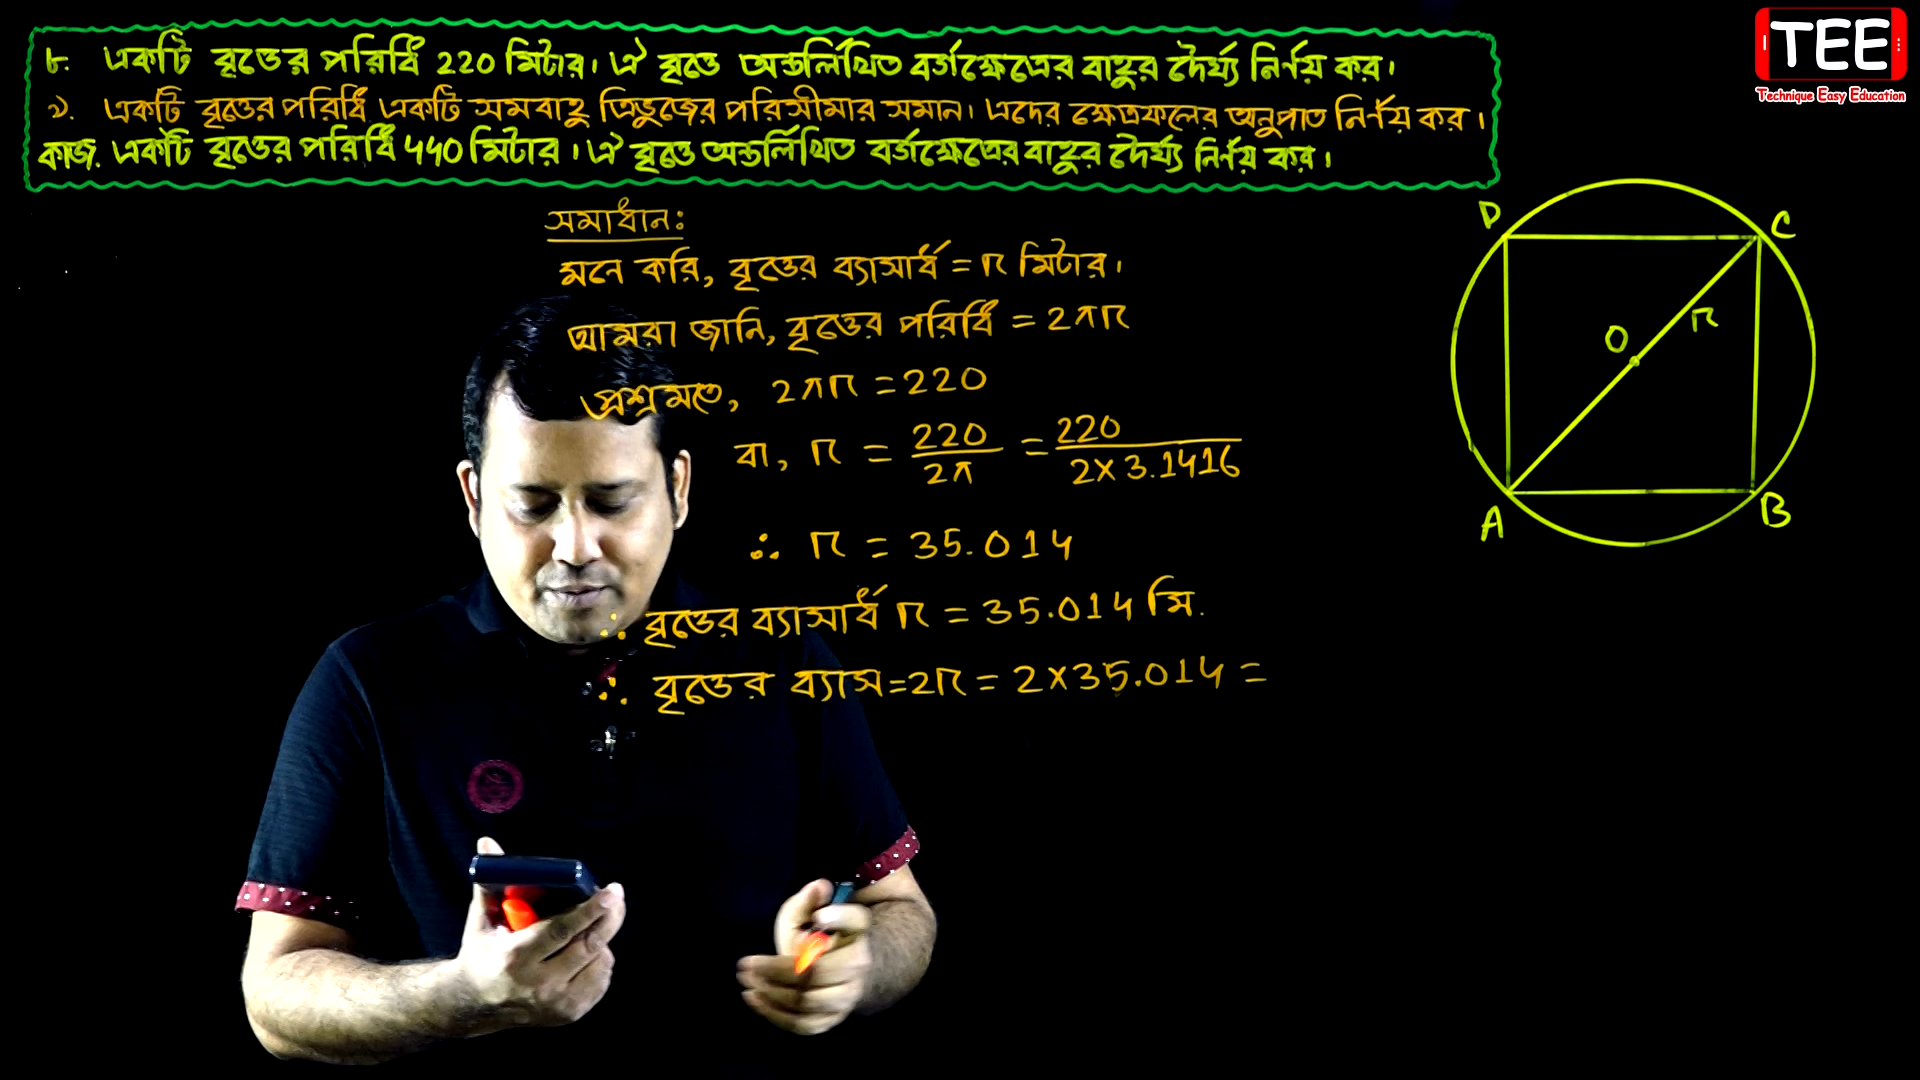 ৮. একটি বৃত্তের পরিধি 220 মিটার। ঐ বৃত্তে অন্তর্লিখিত বর্গক্ষেত্রের বাহুর দৈর্ঘ্য নির্ণয় কর।
৯. একটি বৃত্তের পরিধি একটি সমবাহু ত্রিভুজের পরিসীমার সমান। এদের ক্ষেত্রফলের অনুপাত নির্ণয় কর।
কাজ. একটি বৃত্তের পরিধি 440 মিটার। ঐ বৃত্তে অন্তর্লিখিত বর্গক্ষেত্রের বাহুর দৈর্ঘ্য নির্ণয় কর।
TEE
Technique Easy Education
সমাধান:
মনে করি, বৃত্তের ব্যাসার্ধ = r মিটার।
আমরা জানি, বৃত্তের পরিধি = 2πr
প্রশ্নমতে, 2πr = 220
বা, r = 220/2π = 220/2×3.1416
∴ r = 35.014
∴ বৃত্তের ব্যাসার্ধ r = 35.014 মি.
∴ বৃত্তের ব্যাস = 2r = 2×35.014 =
D
C
r
O
A
B